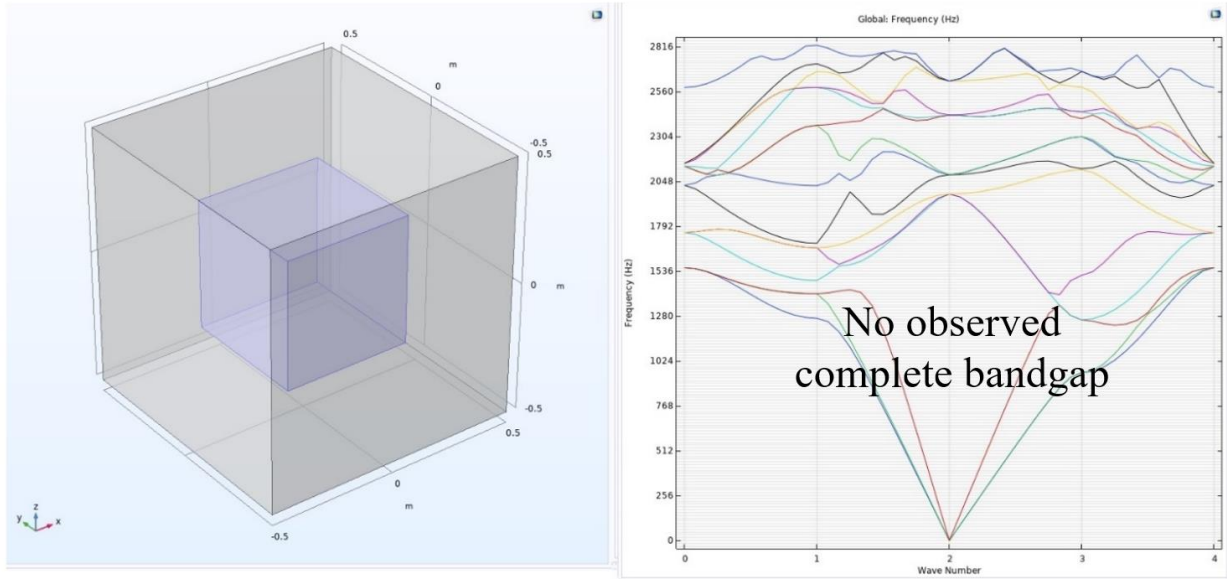 0.5
m
0
-0.5
0.5
0
m
-0.5
0.5
0
m
-0.5
z
y
x
Global: Frequency (Hz)
Frequency (Hz)
2816
2560
2304
2048
1792
1536
1280
1024
768
512
256
0
No observed
complete bandgap
0
1
2
3
4
Wave Number